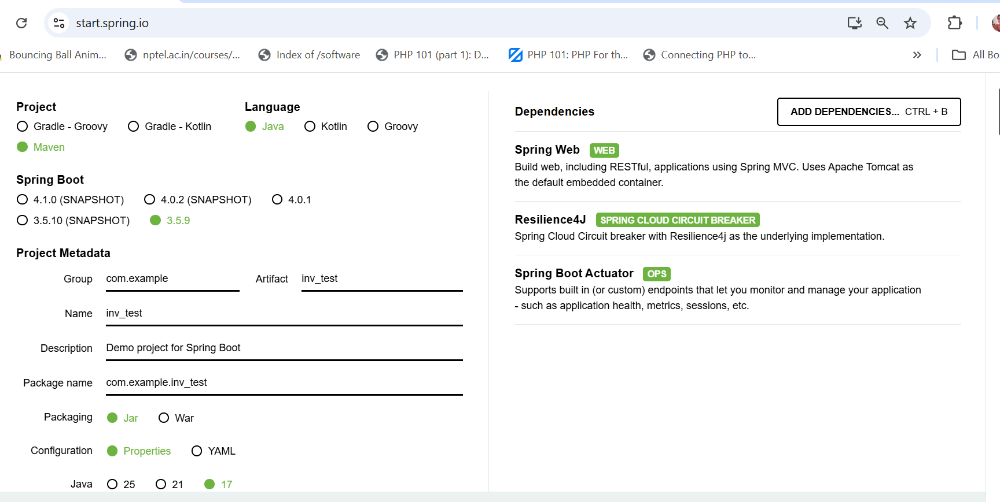 start.spring.io
Bouncing Ball Anim... nptel.ac.in/courses/... Index of /software PHP 101 (part 1): D... PHP 101: PHP For th... Connecting PHP to... » All Bo
Project
Gradle - Groovy Gradle - Kotlin
Maven
Language
Java Kotlin Groovy
Spring Boot
4.1.0 (SNAPSHOT) 4.0.2 (SNAPSHOT) 4.0.1
3.5.10 (SNAPSHOT) 3.5.9
Project Metadata
Group com.example Artifact inv_test
Name inv_test
Description Demo project for Spring Boot
Package name com.example.inv_test
Packaging Jar War
Configuration Properties YAML
Java 25 21 17
Dependencies ADD DEPENDENCIES... CTRL + B
Spring Web WEB
Build web, including RESTful, applications using Spring MVC. Uses Apache Tomcat as
the default embedded container.
Resilience4J SPRING CLOUD CIRCUIT BREAKER
Spring Cloud Circuit breaker with Resilience4j as the underlying implementation.
Spring Boot Actuator OPS
Supports built in (or custom) endpoints that let you monitor and manage your application
- such as application health, metrics, sessions, etc.